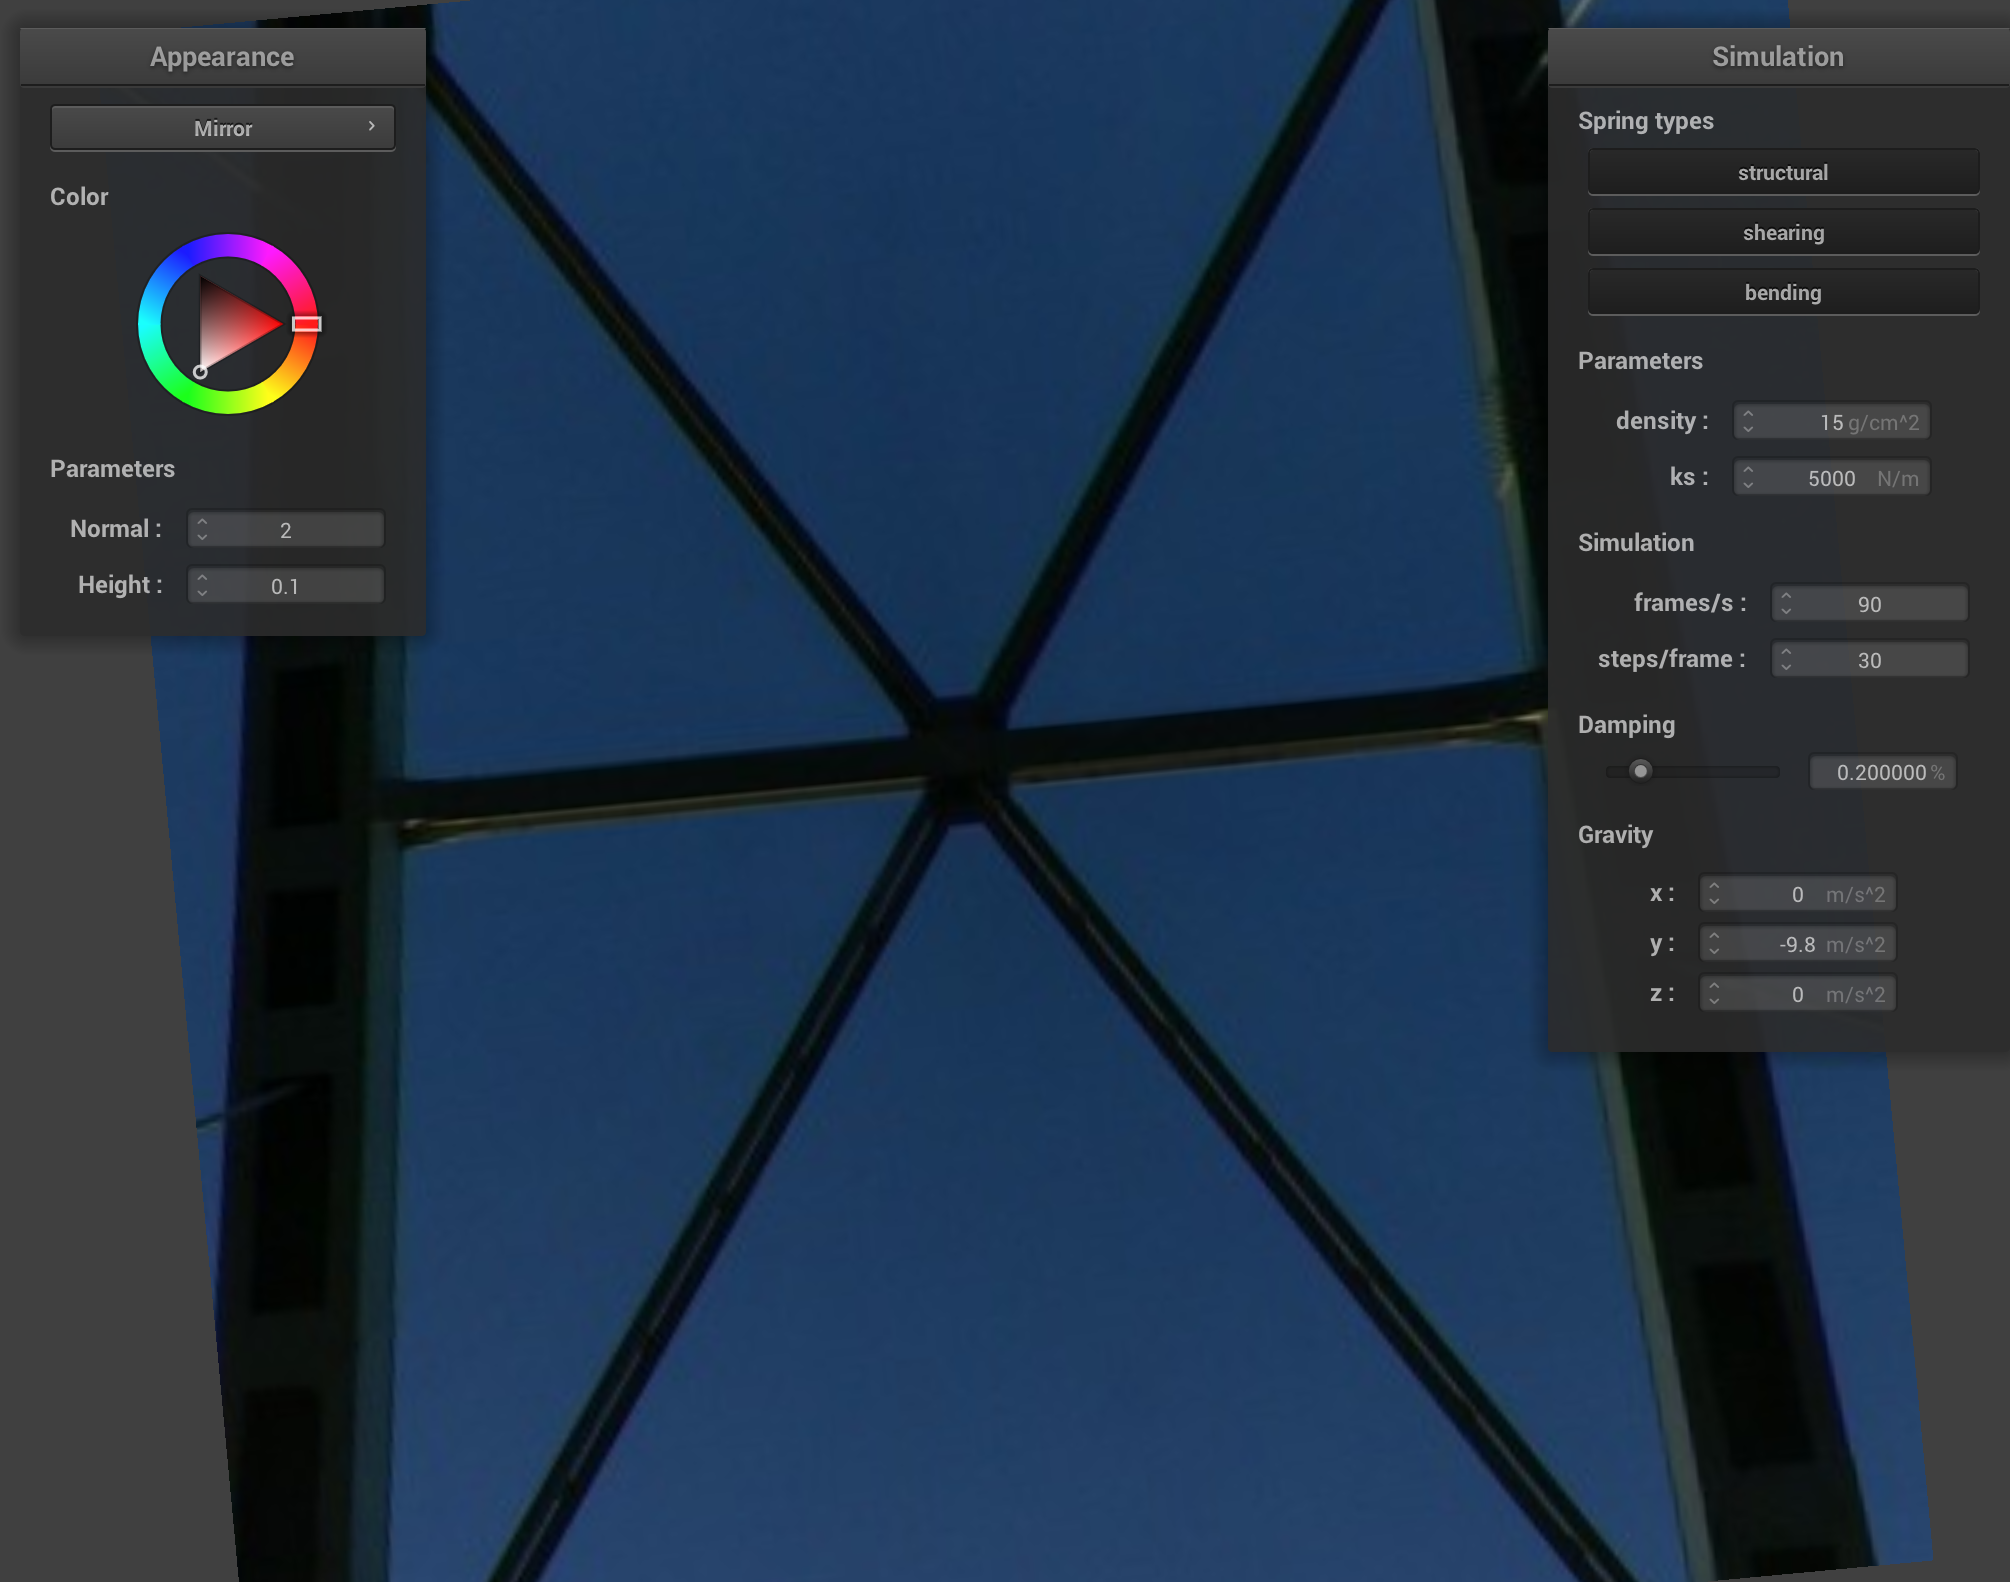 Appearance
Mirror
Color
Parameters
Normal : 2
Height : 0.1
Simulation
Spring types
structural
shearing
bending
Parameters
density : 15 g/cm^2
ks : 5000 N/m
Simulation
frames/s : 90
steps/frame : 30
Damping
0.200000 %
Gravity
x : 0 m/s^2
y : -9.8 m/s^2
z : 0 m/s^2